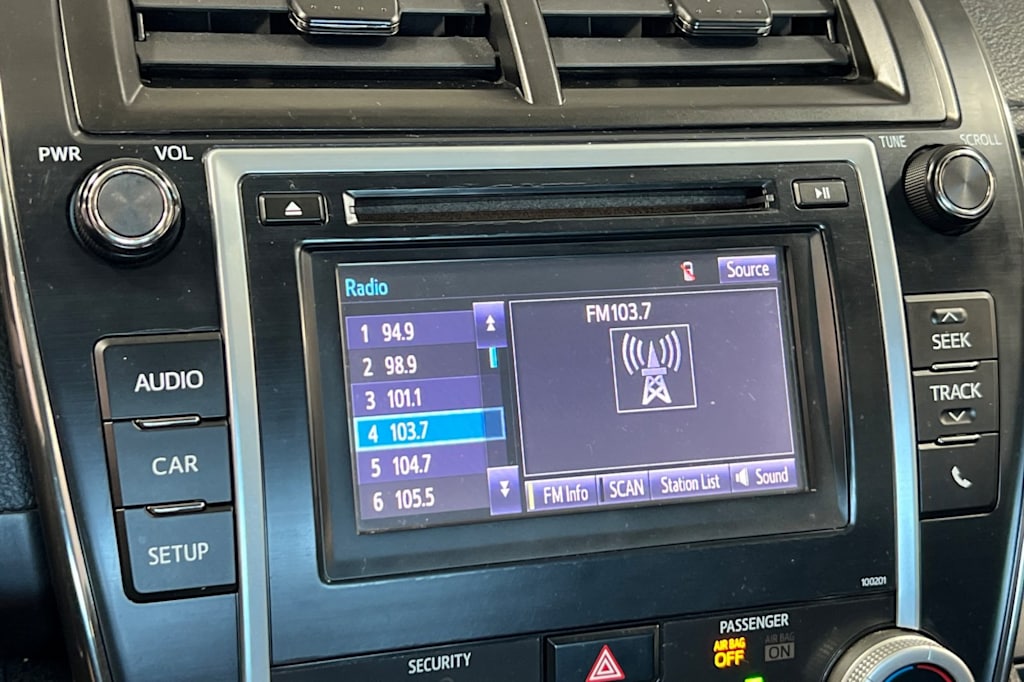 PWR VOL
TUNE SCROLL
Radio
Source
1 94.9
2 98.9
3 101.1
4 103.7
5 104.7
6 105.5
FM103.7
FM Info SCAN Station List Sound
AUDIO
CAR
SETUP
SEEK
TRACK
100201
SECURITY
PASSENGER
AIR BAG
OFF
AIR BAG
ON